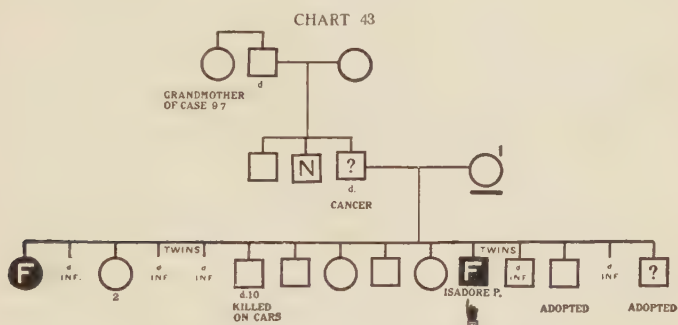 CHART 43
d
GRANDMOTHER
OF CASE 97
N ? 1
d.
CANCER
TWINS TWINS
F d d d F d d ?
INF. INF INF INF INF
2 d.10 ISADORE P. ADOPTED ADOPTED
KILLED
ON CARS